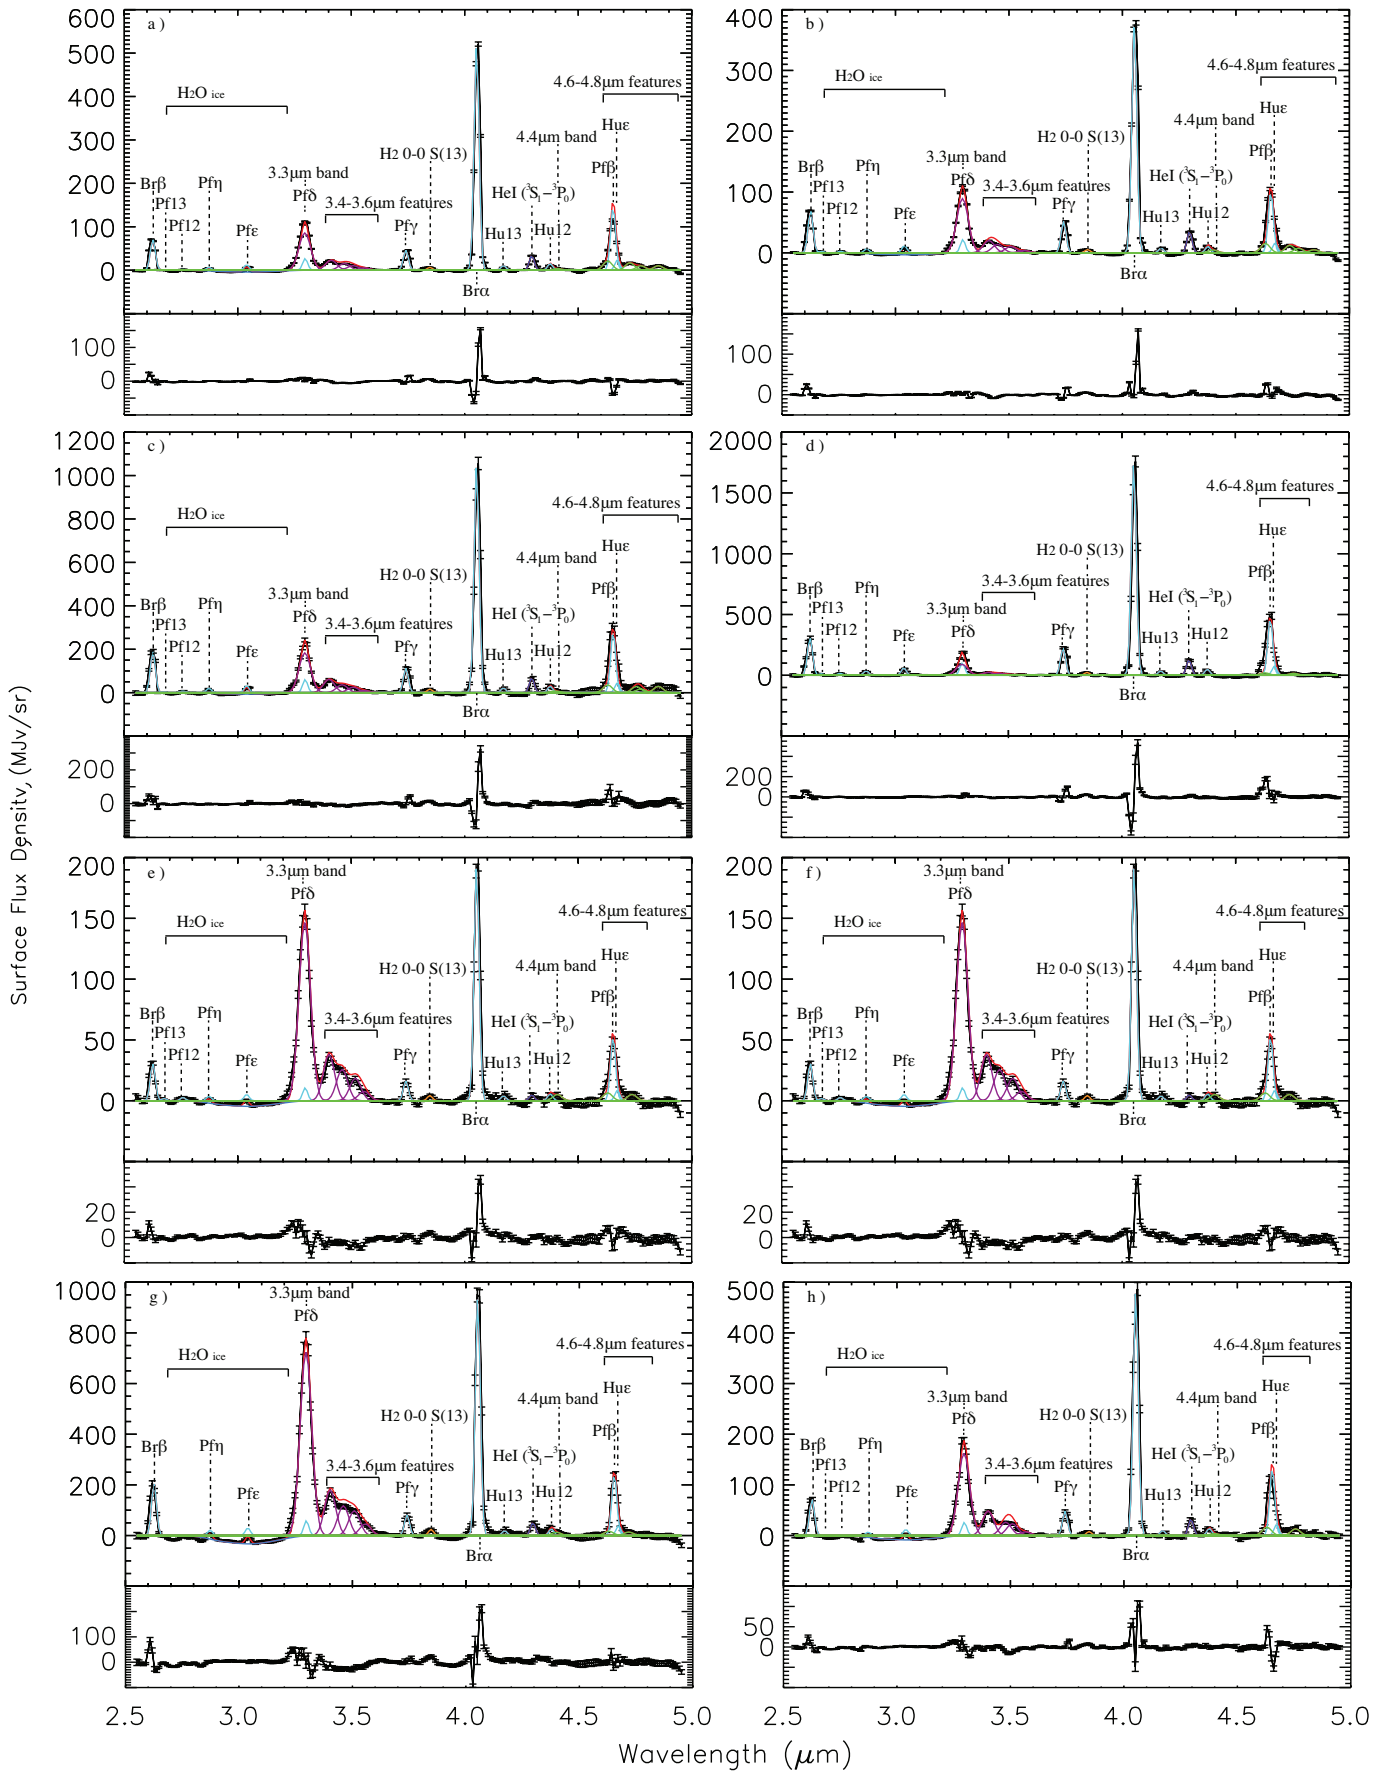 Surface Flux Density, (MJy/sr)
a )
600
500
400
300
200
100
0
H2O ice
4.6-4.8μm features
Huε
4.4μm band
H2 0-0 S(13)
3.3μm band
Pfβ
Brβ
Pfη
Pfδ
HeI (³S₁−³P₀)
Pf13
3.4-3.6μm features
Pf12
Pfε
Pfγ
Hu13
Hu12
Brα
100
0
b )
400
300
200
100
0
4.6-4.8μm features
H2O ice
Huε
4.4μm band
H2 0-0 S(13)
3.3μm band
Pfβ
Brβ
Pfη
Pfδ
HeI (³S₁−³P₀)
Pf13
3.4-3.6μm features
Pf12
Pfε
Pfγ
Hu13
Hu12
Brα
100
0
c )
1200
1000
800
600
400
200
0
4.6-4.8μm features
H2O ice
Huε
4.4μm band
H2 0-0 S(13)
3.3μm band
Pfβ
Brβ
Pfη
Pfδ
HeI (³S₁−³P₀)
Pf13
3.4-3.6μm features
Pf12
Pfε
Pfγ
Hu13
Hu12
Brα
200
0
d )
2000
1500
1000
500
0
4.6-4.8μm features
Huε
H2 0-0 S(13)
3.4-3.6μm features
Pfβ
Brβ
Pfη
3.3μm band
HeI (³S₁−³P₀)
Pf13
Pf12
Pfε
Pfδ
Pfγ
Hu13
Hu12
Brα
200
0
e )
200
150
100
50
0
3.3μm band
Pfδ
4.6-4.8μm features
H2O ice
Huε
H2 0-0 S(13)
4.4μm band
Pfβ
Brβ
Pfη
3.4-3.6μm features
HeI (³S₁−³P₀)
Pf13
Pf12
Pfε
Pfγ
Hu13
Hu12
Brα
20
0
f )
200
150
100
50
0
3.3μm band
Pfδ
4.6-4.8μm features
H2O ice
Huε
H2 0-0 S(13)
4.4μm band
Pfβ
Brβ
Pfη
3.4-3.6μm features
HeI (³S₁−³P₀)
Pf13
Pf12
Pfε
Pfγ
Hu13
Hu12
Brα
20
0
g )
1000
800
600
400
200
0
3.3μm band
Pfδ
4.6-4.8μm features
H2O ice
Huε
4.4μm band
H2 0-0 S(13)
Pfβ
Brβ
Pfη
HeI (³S₁−³P₀)
3.4-3.6μm features
Pfε
Pfγ
Hu13
Hu12
Brα
100
0
2.5 3.0 3.5 4.0 4.5 5.0
h )
500
400
300
200
100
0
4.6-4.8μm features
H2O ice
Huε
3.3μm band
4.4μm band
Pfδ
H2 0-0 S(13)
Pfβ
Brβ
Pfη
HeI (³S₁−³P₀)
Pf13
3.4-3.6μm features
Pf12
Pfε
Pfγ
Hu13
Hu12
Brα
50
0
2.5 3.0 3.5 4.0 4.5 5.0
Wavelength (μm)